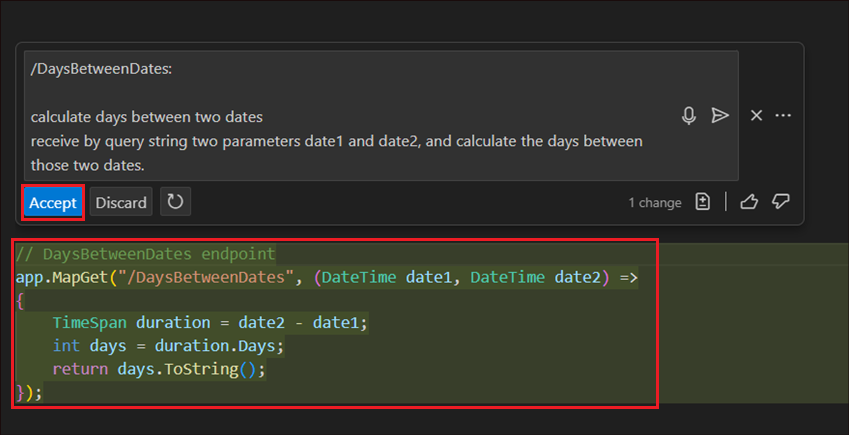 /DaysBetweenDates:
calculate days between two dates
receive by query string two parameters date1 and date2, and calculate the days between
those two dates.
Accept Discard 1 change
// DaysBetweenDates endpoint
app.MapGet("/DaysBetweenDates", (DateTime date1, DateTime date2) =>
{
    TimeSpan duration = date2 - date1;
    int days = duration.Days;
    return days.ToString();
});